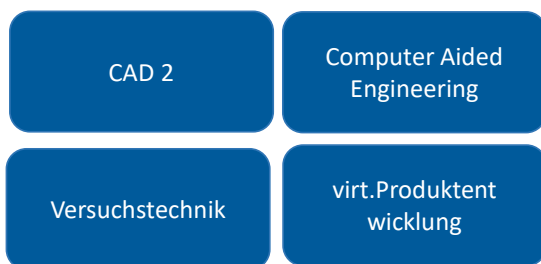 CAD 2
Computer Aided
Engineering
Versuchstechnik
virt.Produktent
wicklung